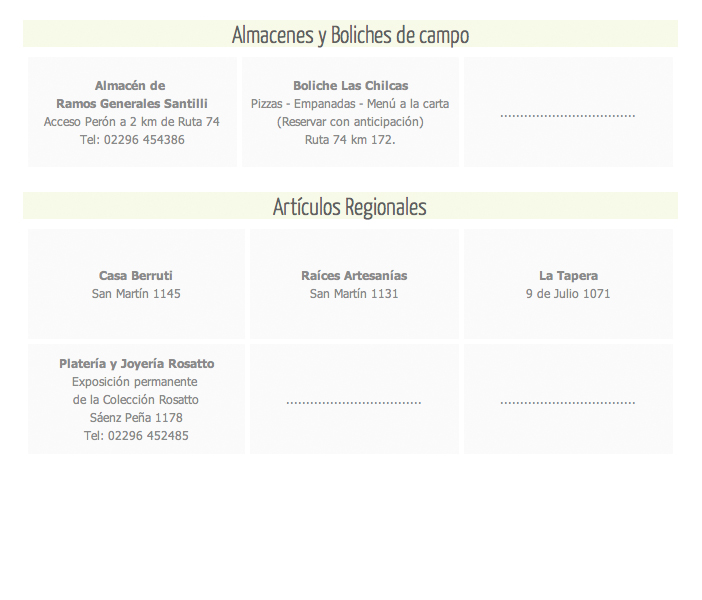 Almacenes y Boliches de campo
Almacén de
Ramos Generales Santilli
Acceso Perón a 2 km de Ruta 74
Tel: 02296 454386
Boliche Las Chilcas
Pizzas - Empanadas - Menú a la carta
(Reservar con anticipación)
Ruta 74 km 172.
.................................
Artículos Regionales
Casa Berruti
San Martín 1145
Raíces Artesanías
San Martín 1131
La Tapera
9 de Julio 1071
Platería y Joyería Rosatto
Exposición permanente
de la Colección Rosatto
Sáenz Peña 1178
Tel: 02296 452485
.................................
.................................